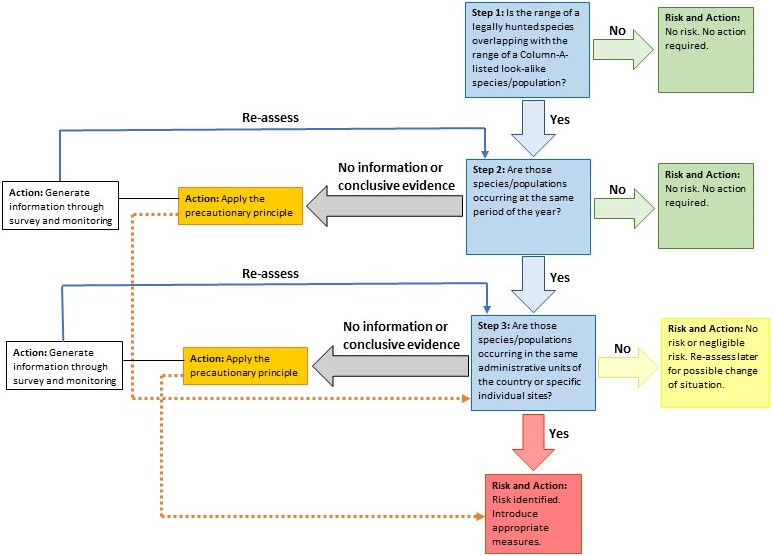 Step 1: Is the range of a
legally hunted species
overlapping with the
range of a Column-A-
listed look-alike
species/population?
No
Risk and Action:
No risk. No action
required.
Yes
Re-assess
Step 2: Are those
species/populations
occurring at the same
period of the year?
No
Risk and Action:
No risk. No action
required.
No information or
conclusive evidence
Action: Apply the
precautionary principle
Action: Generate
information through
survey and monitoring
Yes
Re-assess
Step 3: Are those
species/populations
occurring in the same
administrative units of
the country or specific
individual sites?
No
Risk and Action: No
risk or negligible
risk. Re-assess later
for possible change
of situation.
No information or
conclusive evidence
Action: Apply the
precautionary principle
Action: Generate
information through
survey and monitoring
Yes
Risk and Action:
Risk identified.
Introduce
appropriate
measures.